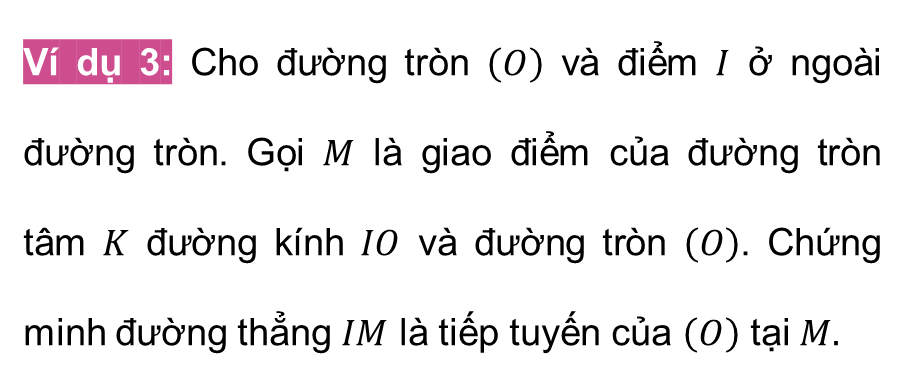 Ví dụ 3: Cho đường tròn (O) và điểm I ở ngoài
đường tròn. Gọi M là giao điểm của đường tròn
tâm K đường kính IO và đường tròn (O). Chứng
minh đường thẳng IM là tiếp tuyến của (O) tại M.